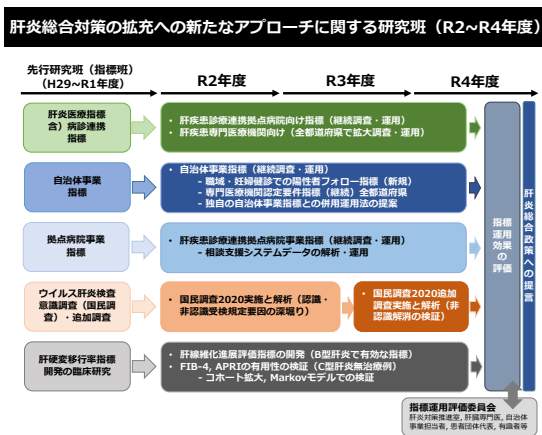 肝炎総合対策の拡充への新たなアプローチに関する研究班（R2~R4年度）
先行研究班（指標班）
（H29~R1年度）
R2年度
R3年度
R4年度
肝炎医療指標
含）病診連携
指標
・ 肝疾患診療連携拠点病院向け指標（継続調査・運用）
・ 肝疾患専門医療機関向け（全都道府県で拡大調査・運用）
自治体事業
指標
・ 自治体事業指標（継続調査・運用）
- 職域・妊婦健診での陽性者フォロー指標（新規）
- 専門医療機関認定要件指標（継続）全都道府県
- 独自の自治体事業指標との併用運用法の提案
拠点病院事業
指標
・ 肝疾患診療連携拠点病院事業指標（継続調査・運用）
- 相談支援システムデータの解析・運用
ウイルス肝炎検査
意識調査（国民調
査）・追加調査
・ 国民調査2020実施と解析（認識・
非認識受検規定要因の深堀り）
・ 国民調査2020追加
調査実施と解析（非
認識解消の検証）
肝硬変移行率指標
開発の臨床研究
・ 肝線維化進展評価指標の開発（B型肝炎で有効な指標）
・ FIB-4, APRIの有用性の検証（C型肝炎無治療例）
- コホート拡大, Markovモデルでの検証
指標
運用
効果
の
評価
肝炎総合政策への提言
指標運用評価委員会
肝炎対策推進室, 肝臓専門医, 自治体
事業担当者, 患者団体代表, 有識者等